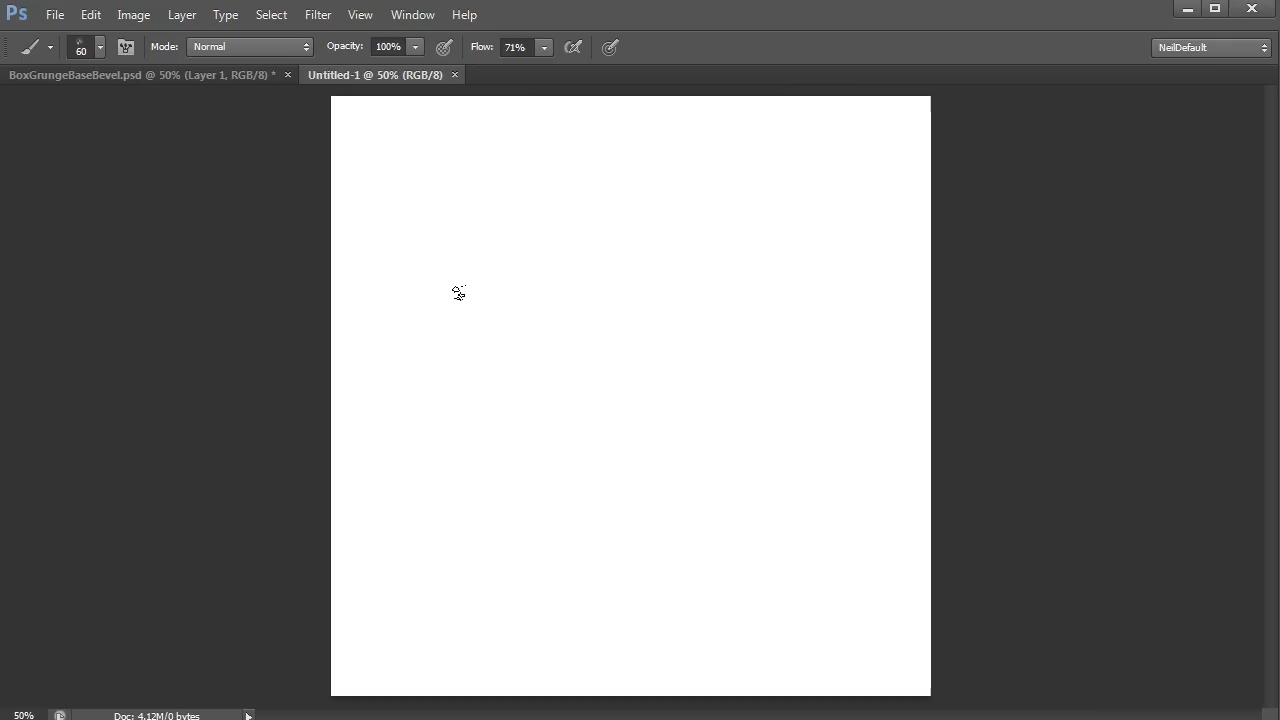 Ps File Edit Image Layer Type Select Filter View Window Help
60 Mode: Normal Opacity: 100% Flow: 71% NeilDefault
BoxGrungeBaseBevel.psd @ 50% (Layer 1, RGB/8) * × Untitled-1 @ 50% (RGB/8) ×
50% Doc: 4.12M/0 bytes